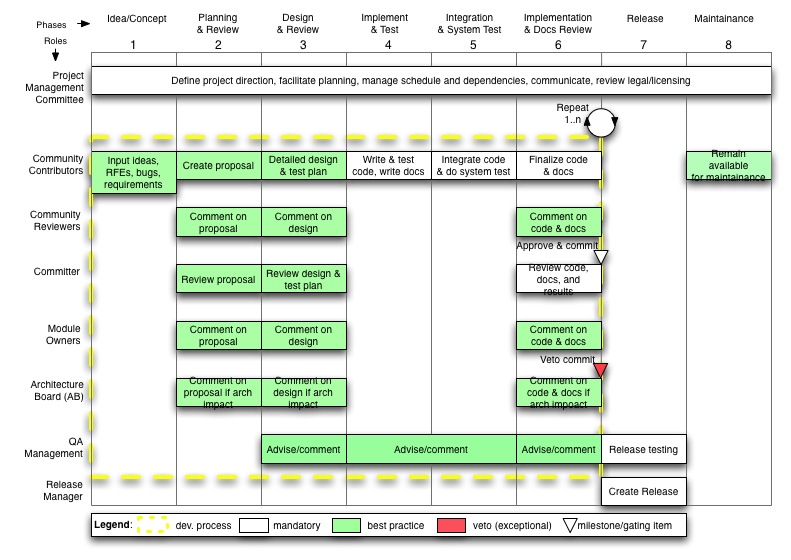 Phases
Idea/Concept
Planning
& Review
Design
& Review
Implement
& Test
Integration
& System Test
Implementation
& Docs Review
Release
Maintainance
Roles
1
2
3
4
5
6
7
8
Project
Management
Committee
Define project direction, facilitate planning, manage schedule and dependencies, communicate, review legal/licensing
Repeat
1..n
Community
Contributors
Input ideas,
RFEs, bugs,
requirements
Create proposal
Detailed design
& test plan
Write & test
code, write docs
Integrate code
& do system test
Finalize code
& docs
Remain
available
for maintainance
Community
Reviewers
Comment on
proposal
Comment on
design
Comment on
code & docs
Approve & commit
Committer
Review proposal
Review design &
test plan
Review code,
docs, and
results
Module
Owners
Comment on
proposal
Comment on
design
Comment on
code & docs
Veto commit
Architecture
Board (AB)
Comment on
proposal if arch
impact
Comment on
design if arch
impact
Comment on
code & docs if
arch impoact
QA
Management
Advise/comment
Advise/comment
Advise/comment
Release testing
Release
Manager
Create Release
Legend:
dev. process
mandatory
best practice
veto (exceptional)
milestone/gating item